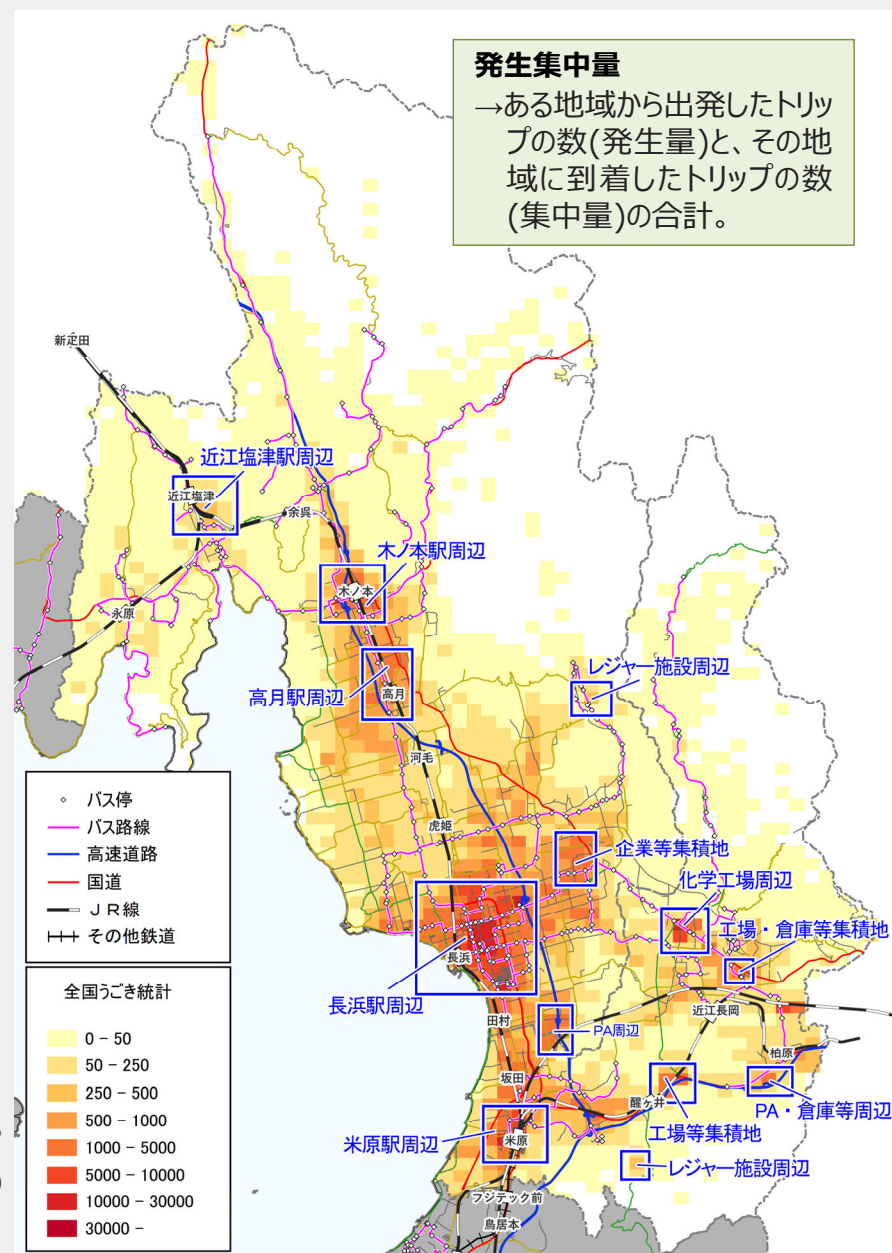 発生集中量
→ある地域から出発したトリッ
プの数(発生量)と、その地
域に到着したトリップの数
(集中量)の合計。
新疋田
近江塩津駅周辺
近江塩津
余呉
木ノ本駅周辺
木ノ本
永原
レジャー施設周辺
高月駅周辺
高月
河毛
虎姫
企業等集積地
化学工場周辺
工場・倉庫等集積地
長浜
長浜駅周辺
近江長岡
田村
PA周辺
柏原
坂田
醒ヶ井
PA・倉庫等周辺
工場等集積地
米原駅周辺
米原
レジャー施設周辺
フジテック前
鳥居本
バス停
バス路線
高速道路
国道
ＪＲ線
その他鉄道
全国うごき統計
0 － 50
50 － 250
250 － 500
500 － 1000
1000 － 5000
5000 － 10000
10000 － 30000
30000 －